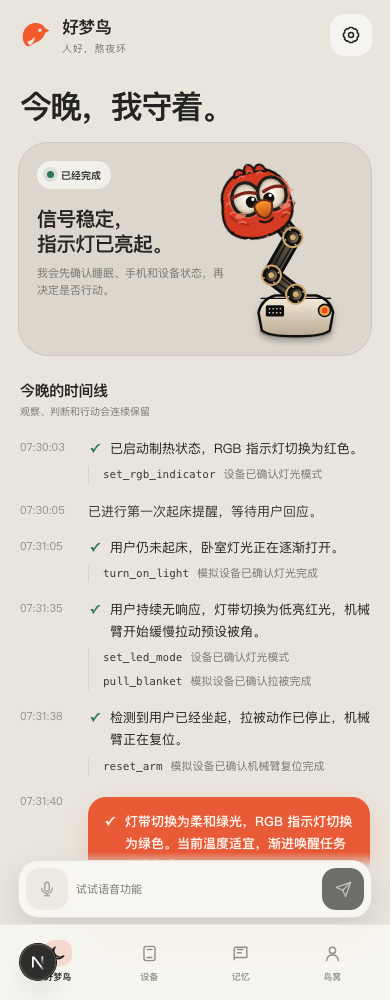 好梦鸟
人好，熬夜坏
今晚，我守着。
已经完成
信号稳定，
指示灯已亮起。
我会先确认睡眠、手机和设备状态，再
决定是否行动。
今晚的时间线
观察、判断和行动会连续保留
07:30:03
已启动制热状态，RGB 指示灯切换为红色。
set_rgb_indicator 设备已确认灯光模式
07:30:05
已进行第一次起床提醒，等待用户回应。
07:31:05
用户仍未起床，卧室灯光正在逐渐打开。
turn_on_light 模拟设备已确认灯光完成
07:31:35
用户持续无响应，灯带切换为低亮红光，机械
臂开始缓慢拉动预设被角。
set_led_mode 设备已确认灯光模式
pull_blanket 模拟设备已确认拉被完成
07:31:38
检测到用户已经坐起，拉被动作已停止，机械
臂正在复位。
reset_arm 模拟设备已确认机械臂复位完成
07:31:40
灯带切换为柔和绿光，RGB 指示灯切换
为绿色。当前温度适宜，渐进唤醒任务
试试语音功能
N
好梦鸟
设备
记忆
鸟窝